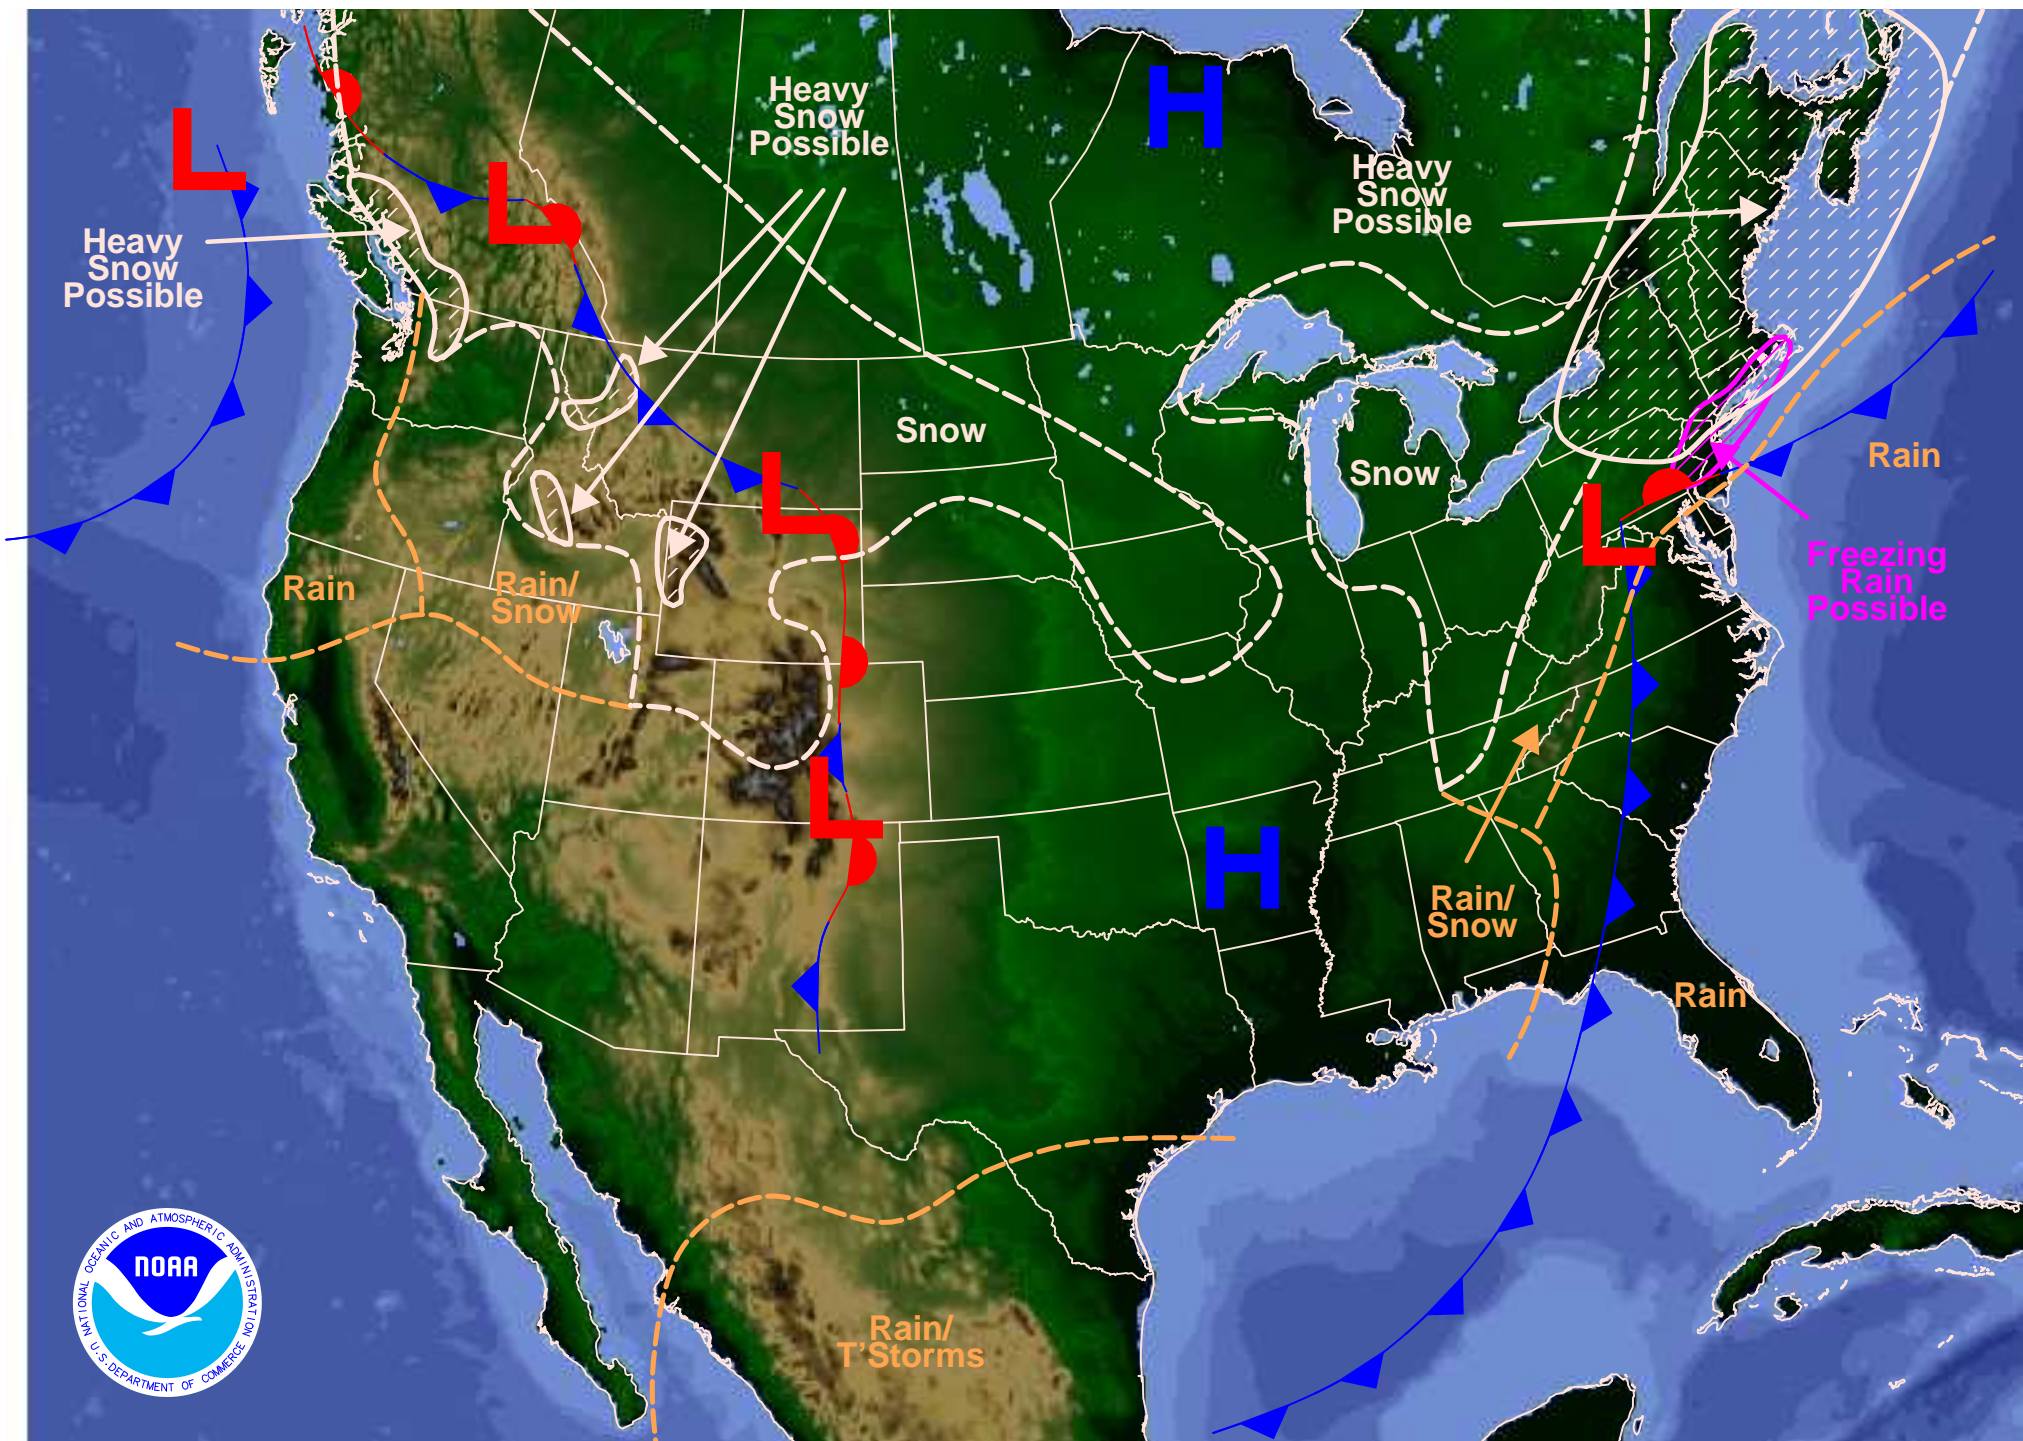 Heavy
Snow
Possible
H
Heavy
Snow
Possible
L
L
Heavy
Snow
Possible
Snow
Snow
Rain
L
L
Freezing
Rain
Possible
Rain
Rain/
Snow
L
H
Rain/
Snow
Rain
Rain/
T'Storms
NATIONAL OCEANIC AND ATMOSPHERIC ADMINISTRATION
NOAA
U.S. DEPARTMENT OF COMMERCE